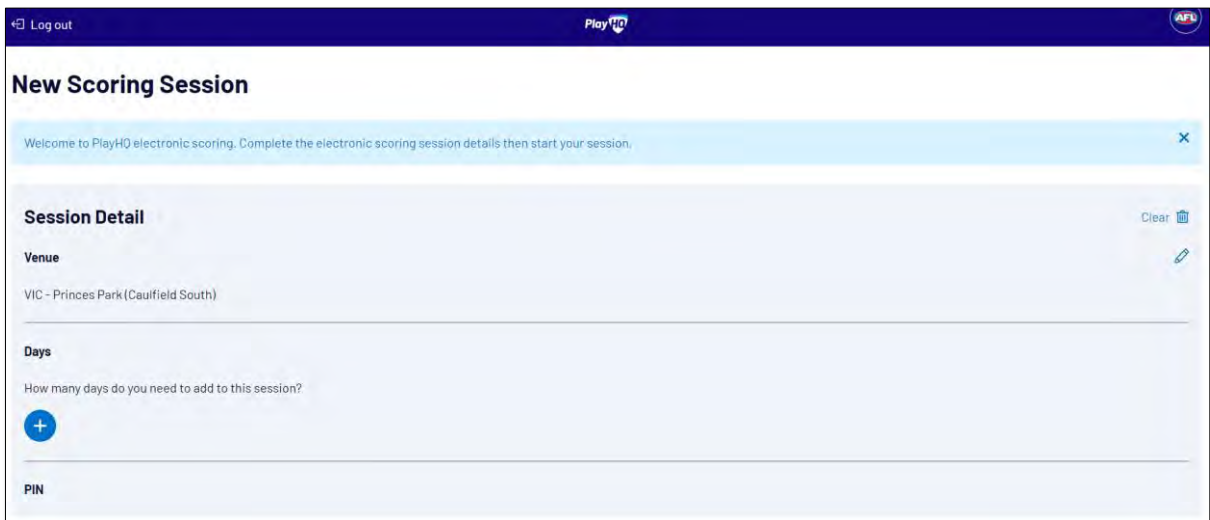 Log out
PlayHQ
AFL
New Scoring Session
Welcome to PlayHQ electronic scoring. Complete the electronic scoring session details then start your session.
Session Detail
Clear
Venue
VIC - Princes Park (Caulfield South)
Days
How many days do you need to add to this session?
PIN